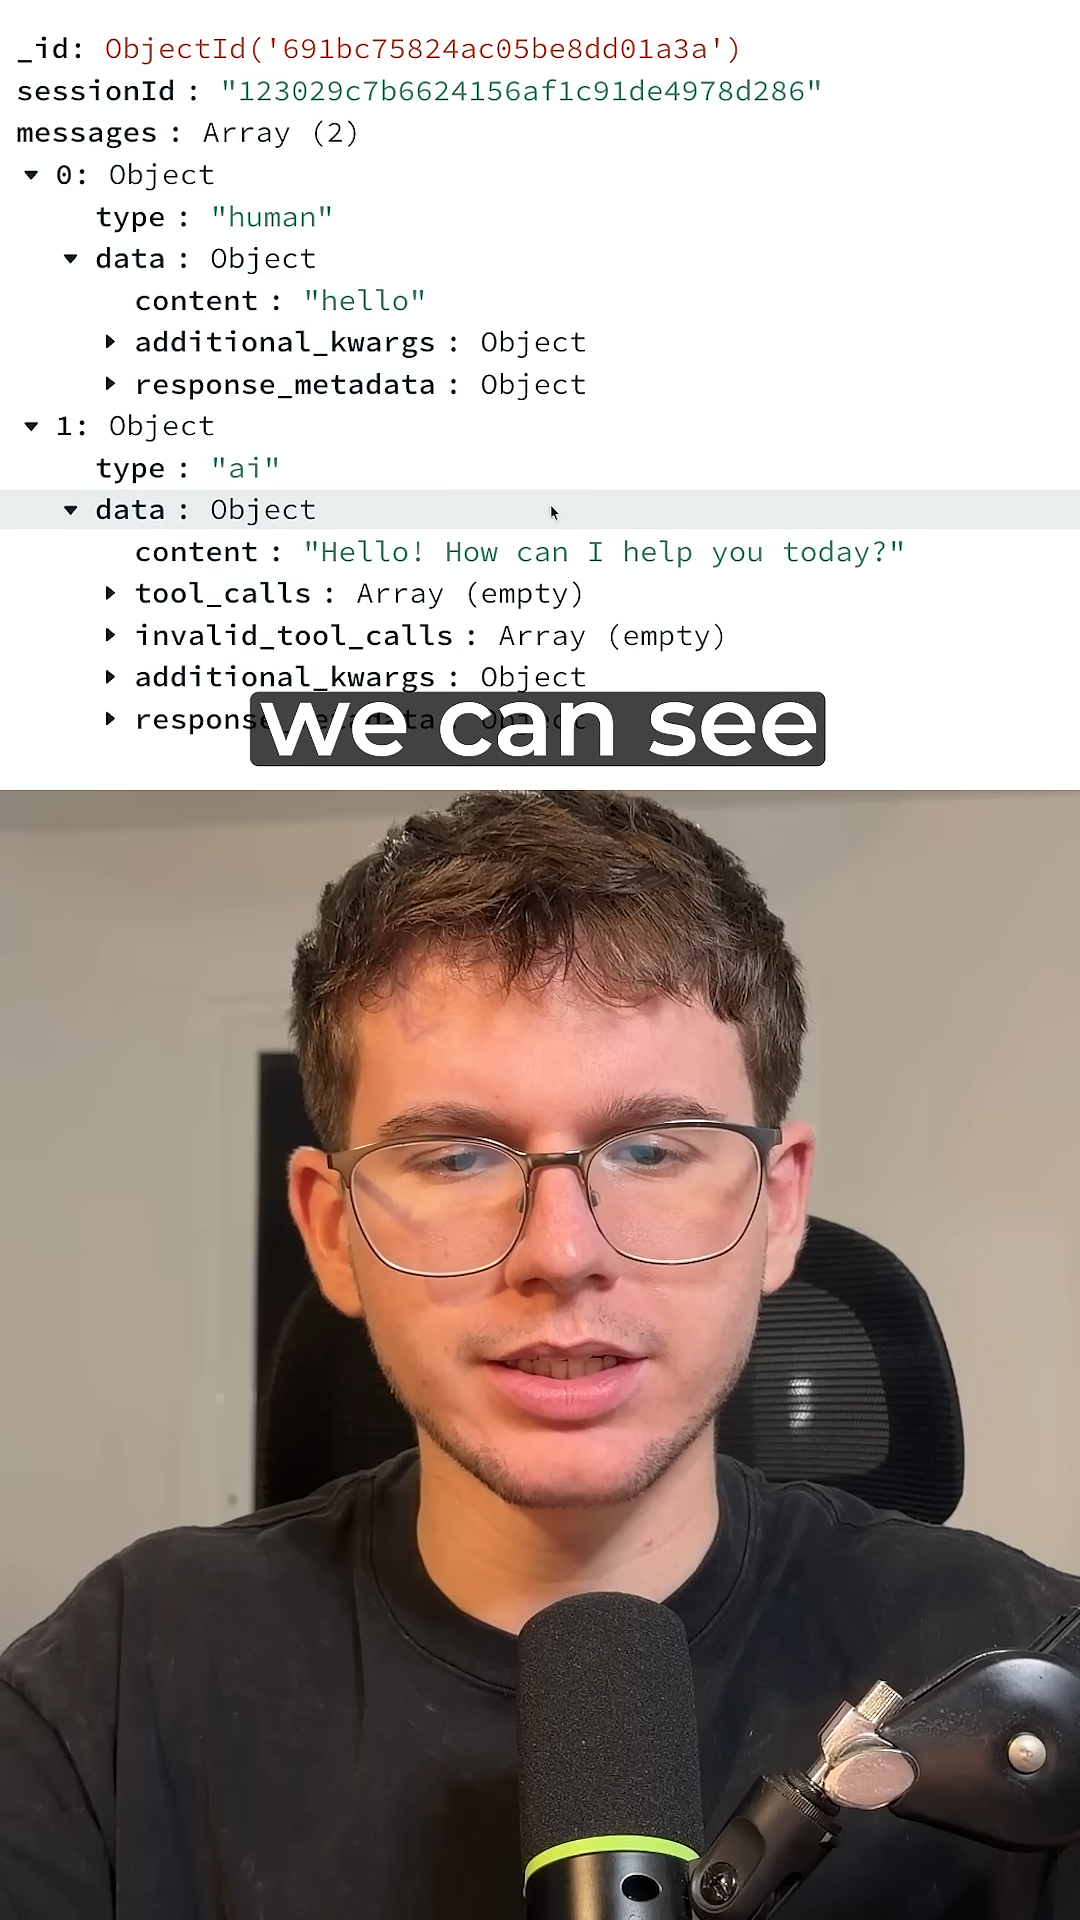 _id: ObjectId('691bc75824ac05be8dd01a3a')
sessionId : "123029c7b6624156af1c91de4978d286"
messages : Array (2)
0: Object
type : "human"
data : Object
content : "hello"
additional_kwargs : Object
response_metadata : Object
1: Object
type : "ai"
data : Object
content : "Hello! How can I help you today?"
tool_calls : Array (empty)
invalid_tool_calls : Array (empty)
additional_kwargs : Object
response_metadata : Object
we can see